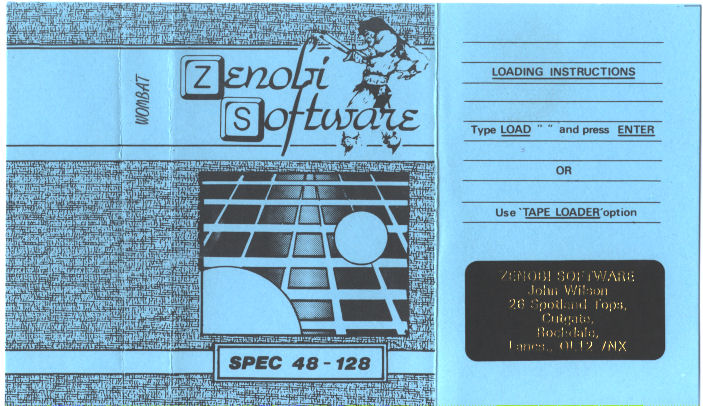 WOMBAT
Zenobi
Software
SPEC 48-128
LOADING INSTRUCTIONS
Type LOAD " " and press ENTER
OR
Use 'TAPE LOADER' option
ZENOBI SOFTWARE
John Wilson
26 Spotland Tops,
Cutgate,
Rochdale,
Lancs., OL12 7NX